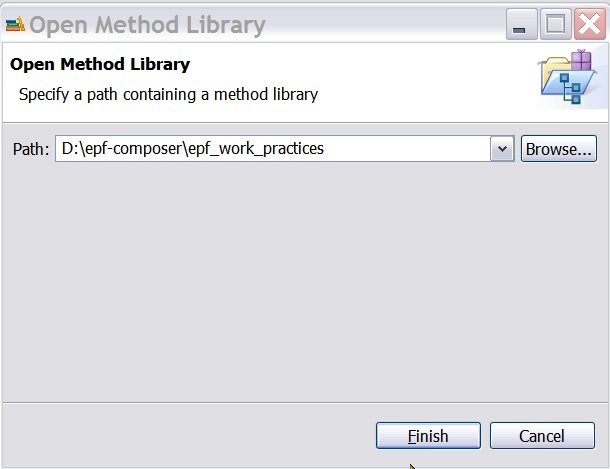 Open Method Library
Open Method Library
Specify a path containing a method library
Path: D:\epf-composer\epf_work_practices Browse...
Finish Cancel